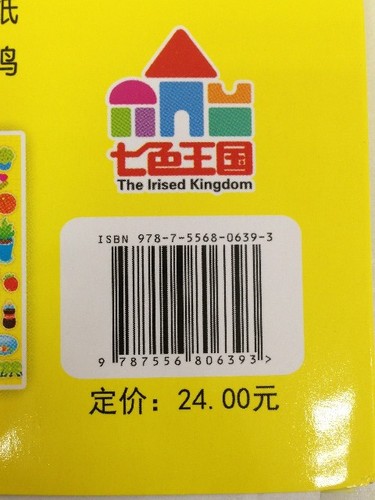 纸
鸡
七色王国
The Irised Kingdom
ISBN 978-7-5568-0639-3
9 787556 806393 >
定价：24.00元